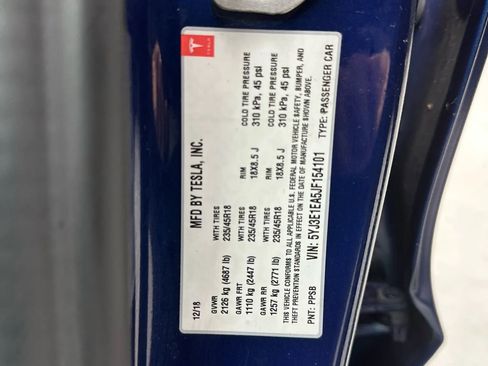 TESLA
MFD BY TESLA, INC.
12/18
GVWR WITH TIRES RIM COLD TIRE PRESSURE
2126 kg (4687 lb) 235/45R18 18X8.5 J 310 kPa, 45 psi
GAWR FRT WITH TIRES RIM COLD TIRE PRESSURE
1110 kg (2447 lb) 235/45R18 18X8.5 J 310 kPa, 45 psi
GAWR RR WITH TIRES
1257 kg (2771 lb) 235/45R18
THIS VEHICLE CONFORMS TO ALL APPLICABLE U.S. FEDERAL MOTOR VEHICLE SAFETY, BUMPER, AND
THEFT PREVENTION STANDARDS IN EFFECT ON THE DATE OF MANUFACTURE SHOWN ABOVE.
VIN: 5YJ3E1EA5JF154101
PNT: PPSB TYPE: PASSENGER CAR